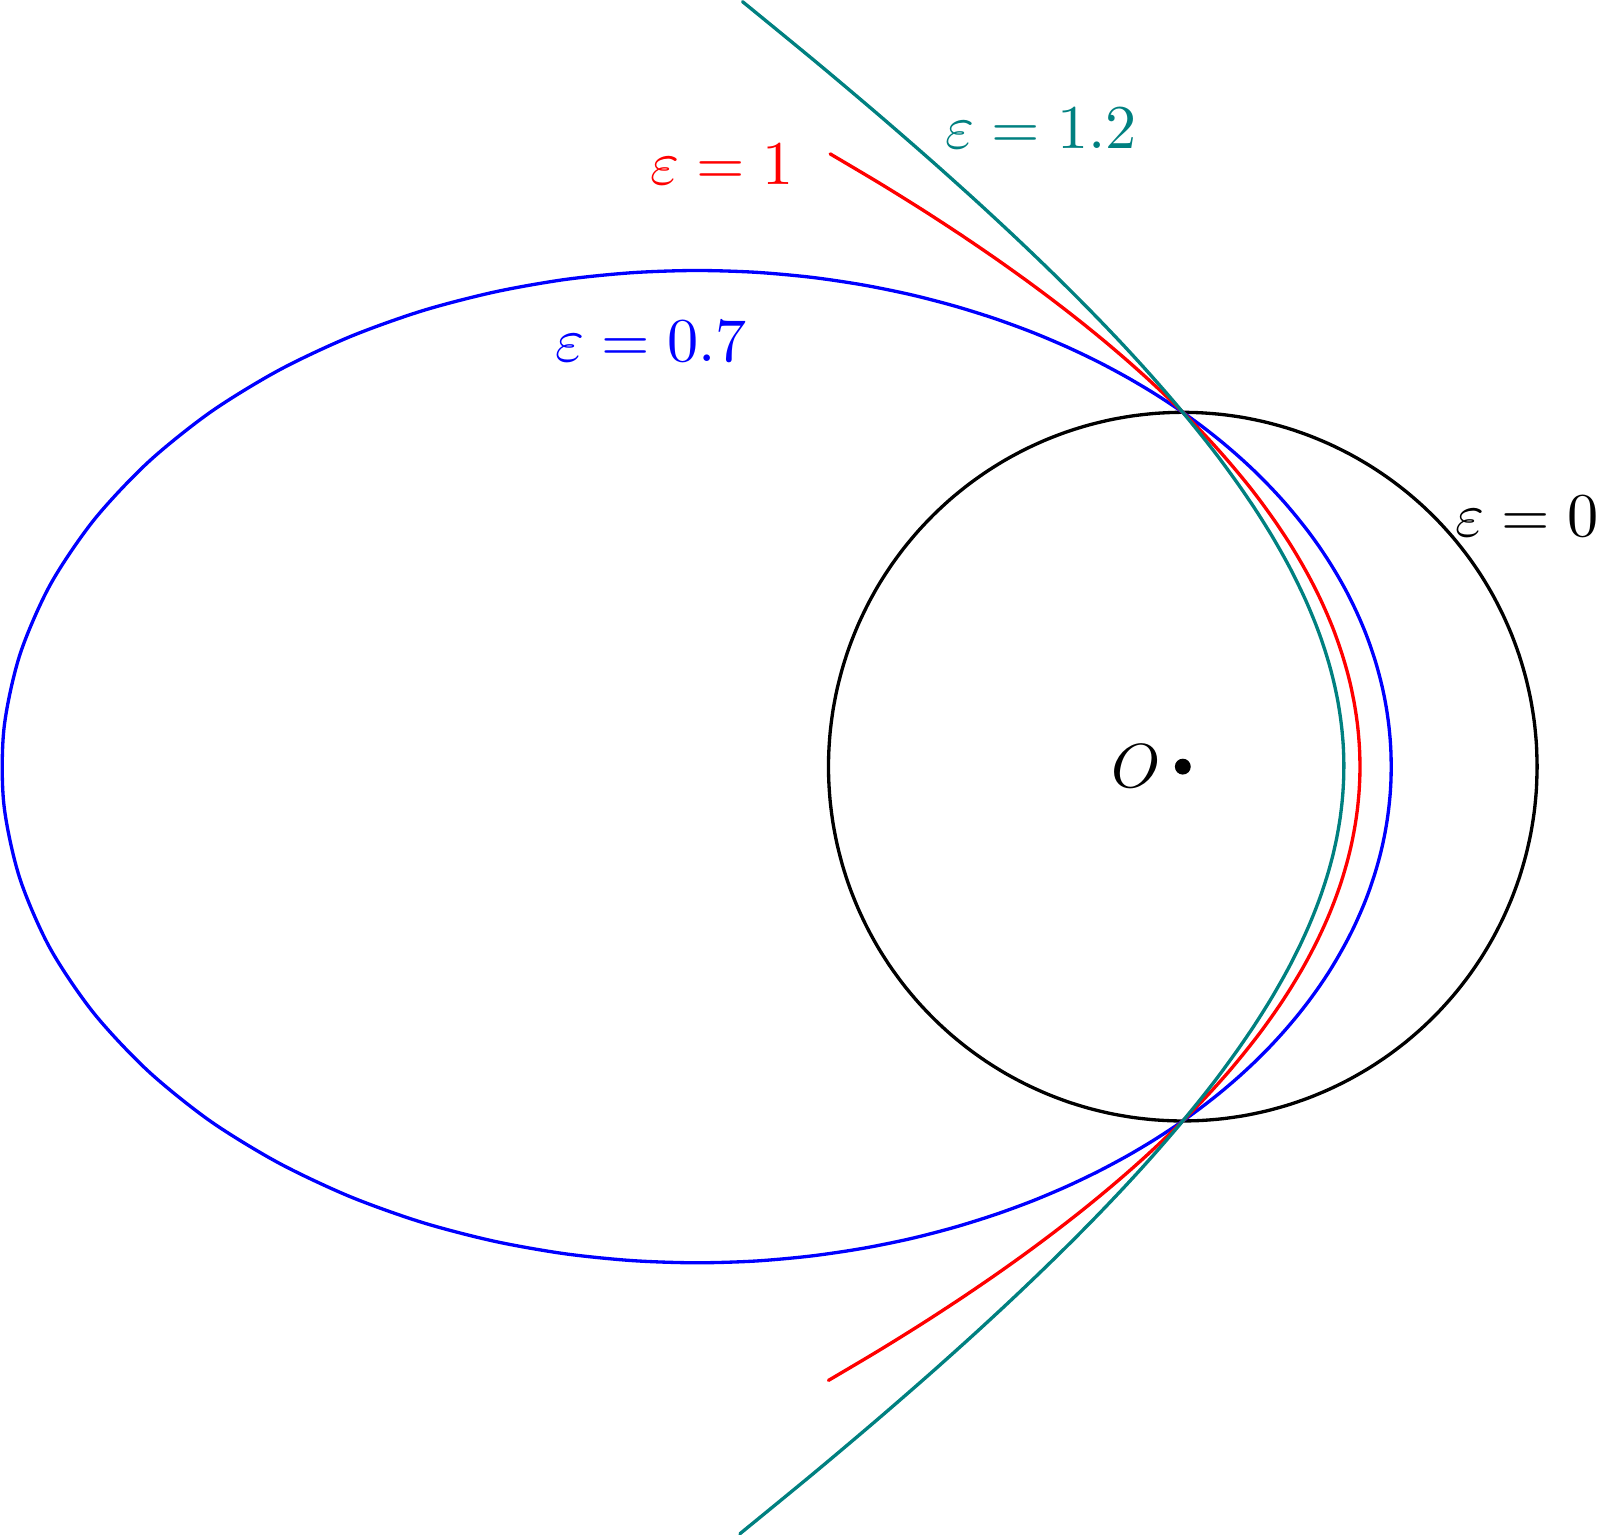 ε = 1.2
ε = 1
ε = 0.7
ε = 0
O